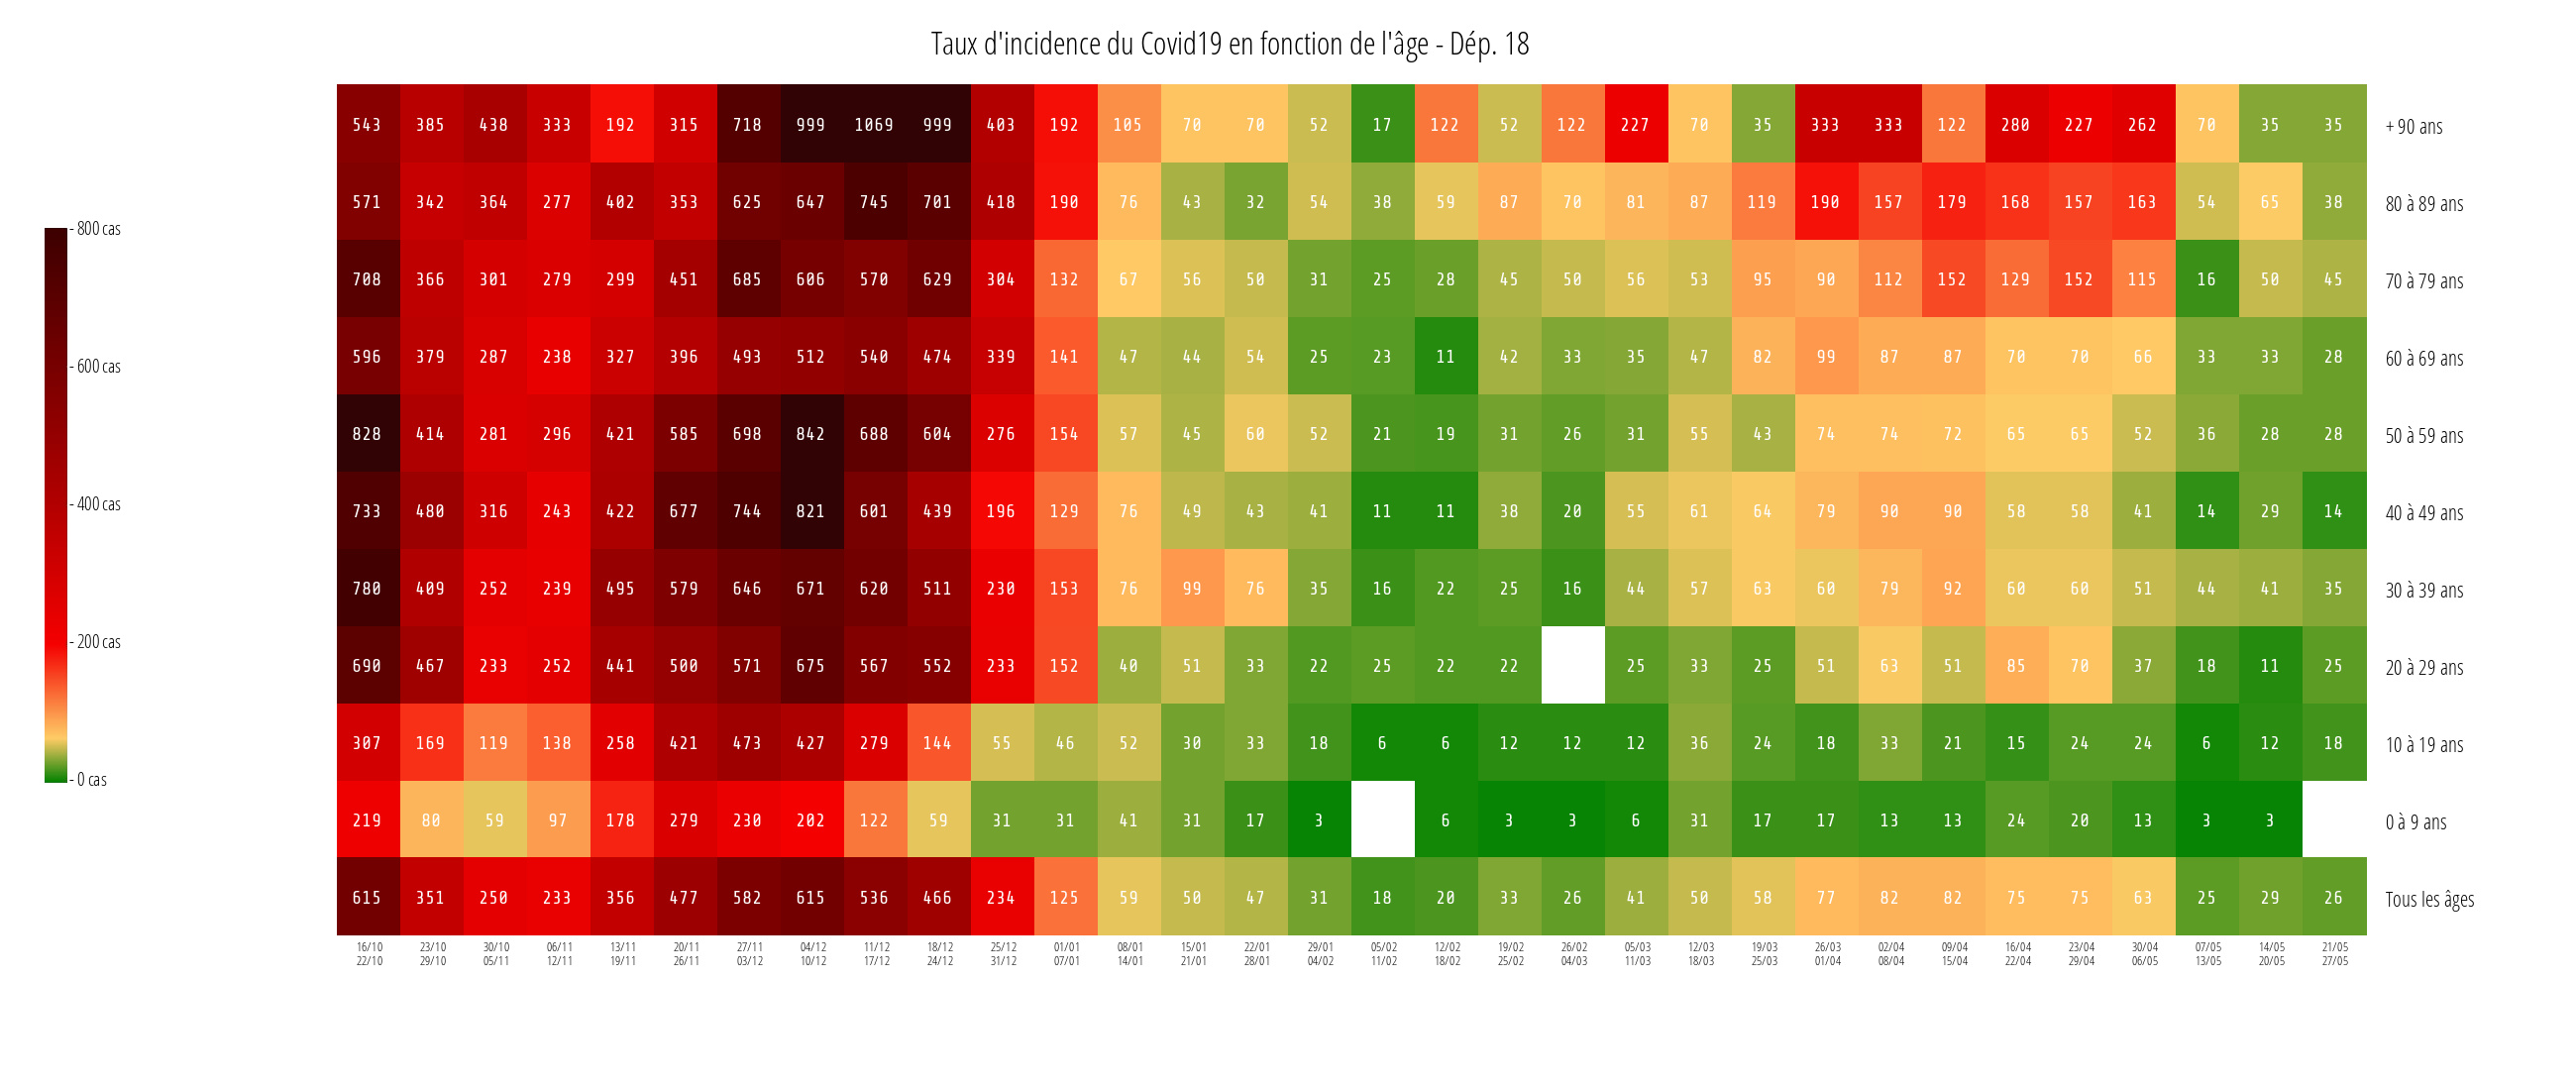 Taux d'incidence du Covid19 en fonction de l'âge - Dép. 18
- 800 cas
- 600 cas
- 400 cas
- 200 cas
- 0 cas
543 385 438 333 192 315 718 999 1069 999 403 192 105 70 70 52 17 122 52 122 227 70 35 333 333 122 280 227 262 70 35 35 + 90 ans
571 342 364 277 402 353 625 647 745 701 418 190 76 43 32 54 38 59 87 70 81 87 119 190 157 179 168 157 163 54 65 38 80 à 89 ans
708 366 301 279 299 451 685 606 570 629 304 132 67 56 50 31 25 28 45 50 56 53 95 90 112 152 129 152 115 16 50 45 70 à 79 ans
596 379 287 238 327 396 493 512 540 474 339 141 47 44 54 25 23 11 42 33 35 47 82 99 87 87 70 70 66 33 33 28 60 à 69 ans
828 414 281 296 421 585 698 842 688 604 276 154 57 45 60 52 21 19 31 26 31 55 43 74 74 72 65 65 52 36 28 28 50 à 59 ans
733 480 316 243 422 677 744 821 601 439 196 129 76 49 43 41 11 11 38 20 55 61 64 79 90 90 58 58 41 14 29 14 40 à 49 ans
780 409 252 239 495 579 646 671 620 511 230 153 76 99 76 35 16 22 25 16 44 57 63 60 79 92 60 60 51 44 41 35 30 à 39 ans
690 467 233 252 441 500 571 675 567 552 233 152 40 51 33 22 25 22 22 25 33 25 51 63 51 85 70 37 18 11 25 20 à 29 ans
307 169 119 138 258 421 473 427 279 144 55 46 52 30 33 18 6 6 12 12 12 36 24 18 33 21 15 24 24 6 12 18 10 à 19 ans
219 80 59 97 178 279 230 202 122 59 31 31 41 31 17 3 6 3 3 6 31 17 17 13 13 24 20 13 3 3 0 à 9 ans
615 351 250 233 356 477 582 615 536 466 234 125 59 50 47 31 18 20 33 26 41 50 58 77 82 82 75 75 63 25 29 26 Tous les âges
16/10 23/10 30/10 06/11 13/11 20/11 27/11 04/12 11/12 18/12 25/12 01/01 08/01 15/01 22/01 29/01 05/02 12/02 19/02 26/02 05/03 12/03 19/03 26/03 02/04 09/04 16/04 23/04 30/04 07/05 14/05 21/05
22/10 29/10 05/11 12/11 19/11 26/11 03/12 10/12 17/12 24/12 31/12 07/01 14/01 21/01 28/01 04/02 11/02 18/02 25/02 04/03 11/03 18/03 25/03 01/04 08/04 15/04 22/04 29/04 06/05 13/05 20/05 27/05